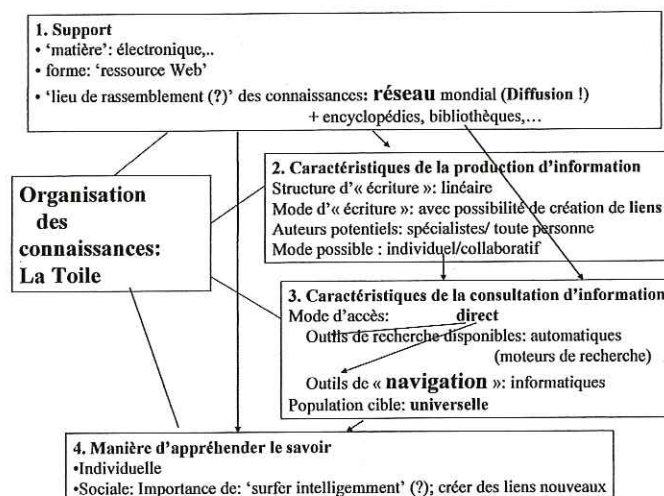 1. Support
• ‘matière’: électronique,..
• forme: ‘ressource Web’
• ‘lieu de rassemblement (?)’ des connaissances: réseau mondial (Diffusion !)
+ encyclopédies, bibliothèques,…
Organisation
des
connaissances:
La Toile
2. Caractéristiques de la production d’information
Structure d’« écriture »: linéaire
Mode d’« écriture »: avec possibilité de création de liens
Auteurs potentiels: spécialistes/ toute personne
Mode possible : individuel/collaboratif
3. Caractéristiques de la consultation d’information
Mode d’accès: direct
Outils de recherche disponibles: automatiques
(moteurs de recherche)
Outils de « navigation »: informatiques
Population cible: universelle
4. Manière d’appréhender le savoir
•Individuelle
•Sociale: Importance de: ‘surfer intelligemment’ (?); créer des liens nouveaux